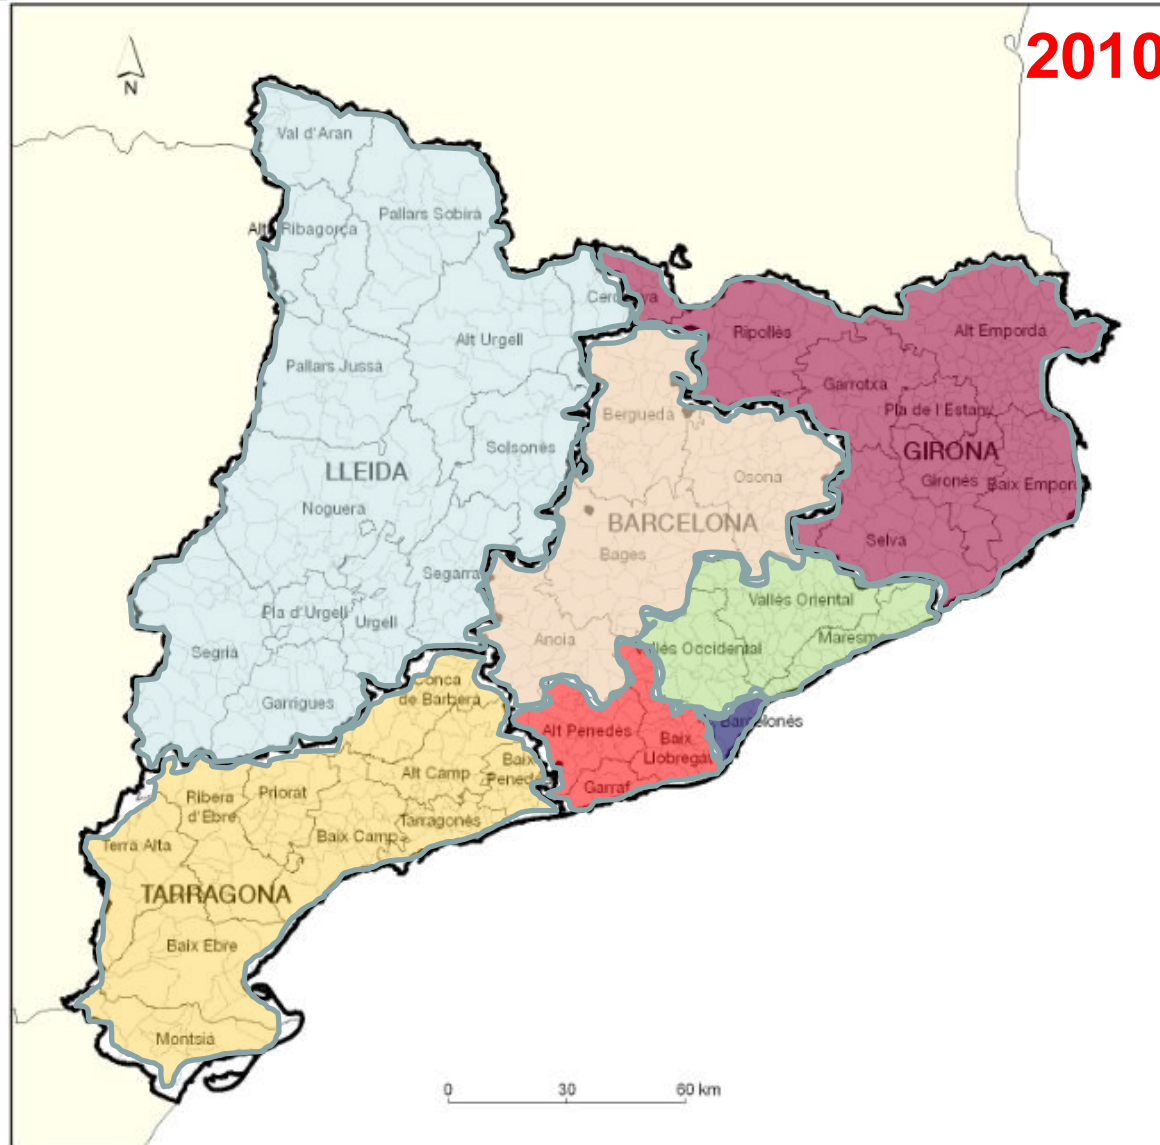 2010
N
Val d'Aran
Pallars Sobirà
Alta Ribagorça
Cerdanya
Ripollès
Alt Empordà
Alt Urgell
Pallars Jussà
Garrotxa
Pla de l'Estany
Berguedà
Solsonès
GIRONA
LLEIDA
Osona
Gironès
Baix Empor
Noguera
BARCELONA
Selva
Bages
Segarra
Vallès Oriental
Pla d'Urgell
Urgell
Maresme
Anoia
Vallès Occidental
Segrià
Conca
de Barberà
Garrigues
Barcelonès
Alt Penedès
Baix
Llobregat
Baix
Penedès
Alt Camp
Garraf
Ribera
d'Ebre
Priorat
Tarragonès
Baix Camp
Terra Alta
TARRAGONA
Baix Ebre
Montsià
0 30 60 km